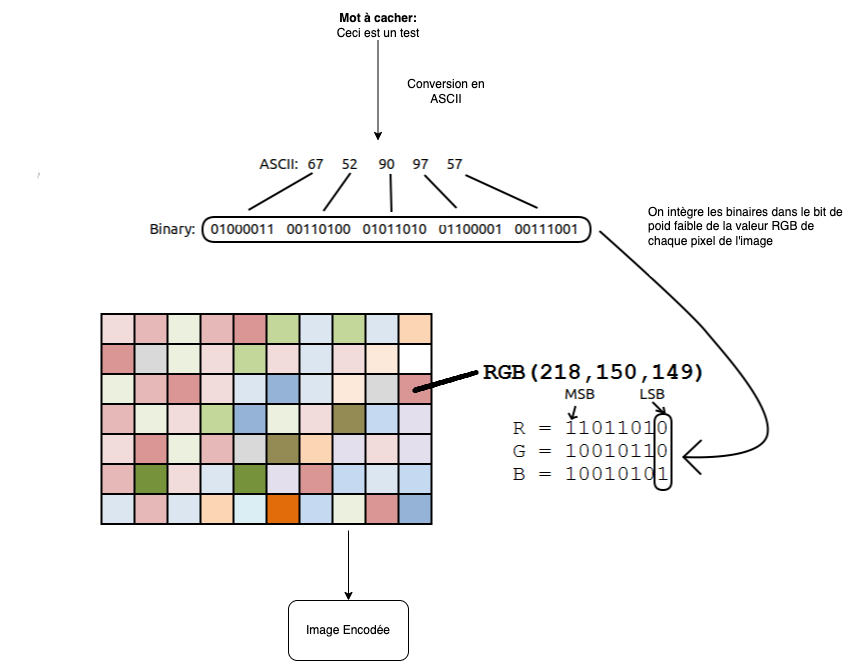 Mot à cacher:
Ceci est un test
Conversion en
ASCII
ASCII: 67 52 90 97 57
Binary: 01000011 00110100 01011010 01100001 00111001
On intègre les binaires dans le bit de
poid faible de la valeur RGB de
chaque pixel de l'image
RGB(218,150,149)
MSB LSB
R = 11011010
G = 10010110
B = 10010101
Image Encodée